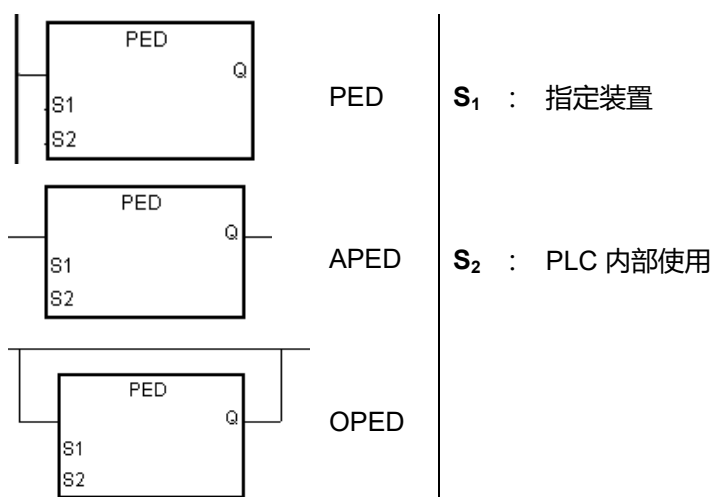 PED
Q
S1
S2
PED
S₁ : 指定装置
PED
Q
S1
S2
APED
S₂ : PLC 内部使用
PED
Q
S1
S2
OPED